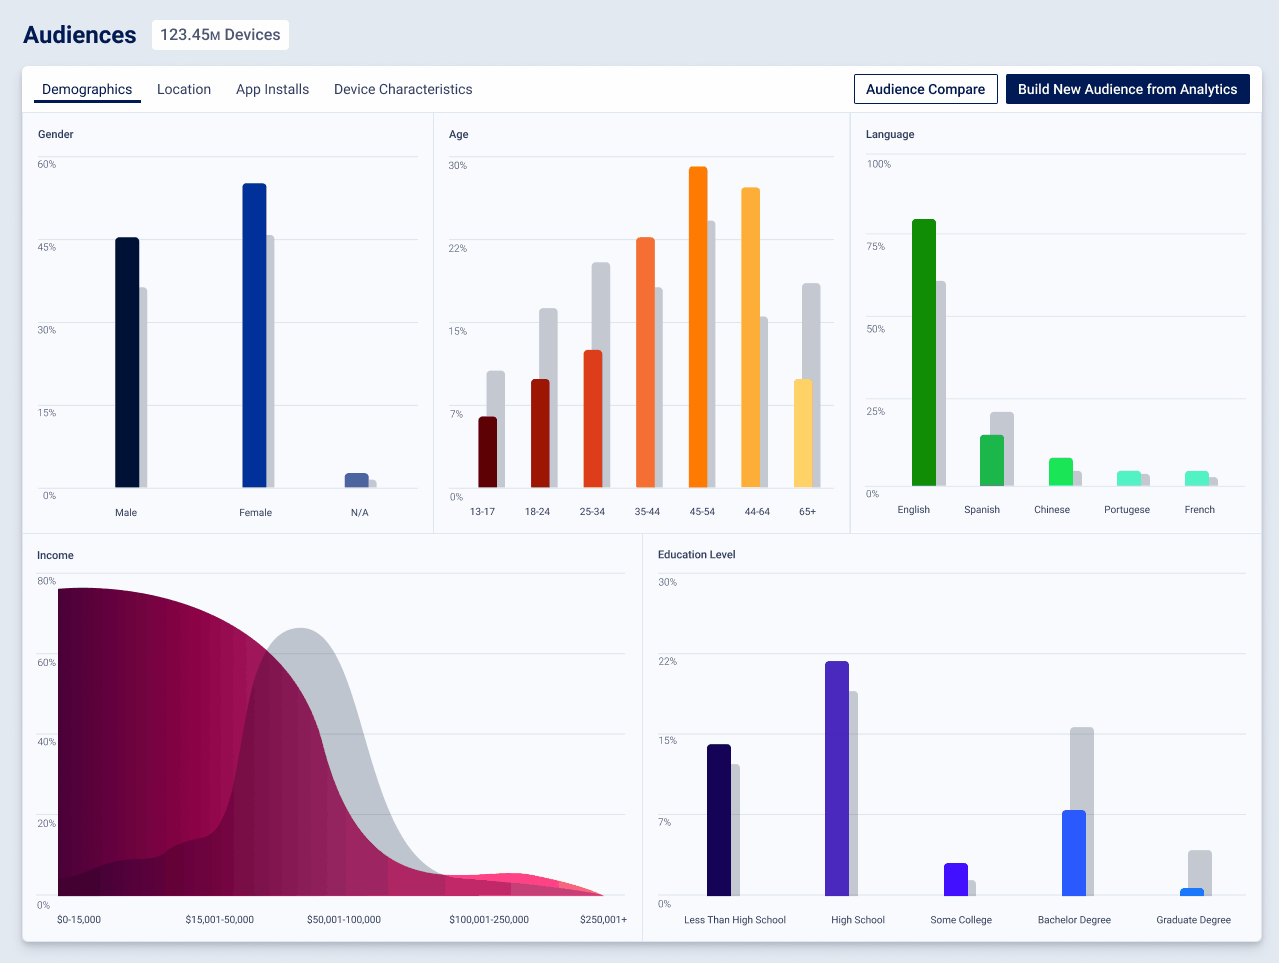 Audiences
123.45M Devices
Demographics Location App Installs Device Characteristics Audience Compare Build New Audience from Analytics
Gender
60%
45%
30%
15%
0%
Male Female N/A
Age
30%
22%
15%
7%
0%
13-17 18-24 25-34 35-44 45-54 44-64 65+
Language
100%
75%
50%
25%
0%
English Spanish Chinese Portugese French
Income
80%
60%
40%
20%
0%
$0-15,000 $15,001-50,000 $50,001-100,000 $100,001-250,000 $250,001+
Education Level
30%
22%
15%
7%
0%
Less Than High School High School Some College Bachelor Degree Graduate Degree